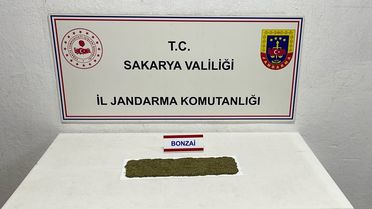 T.C.
SAKARYA VALİLİĞİ
İL JANDARMA KOMUTANLIĞI
BONZAİ